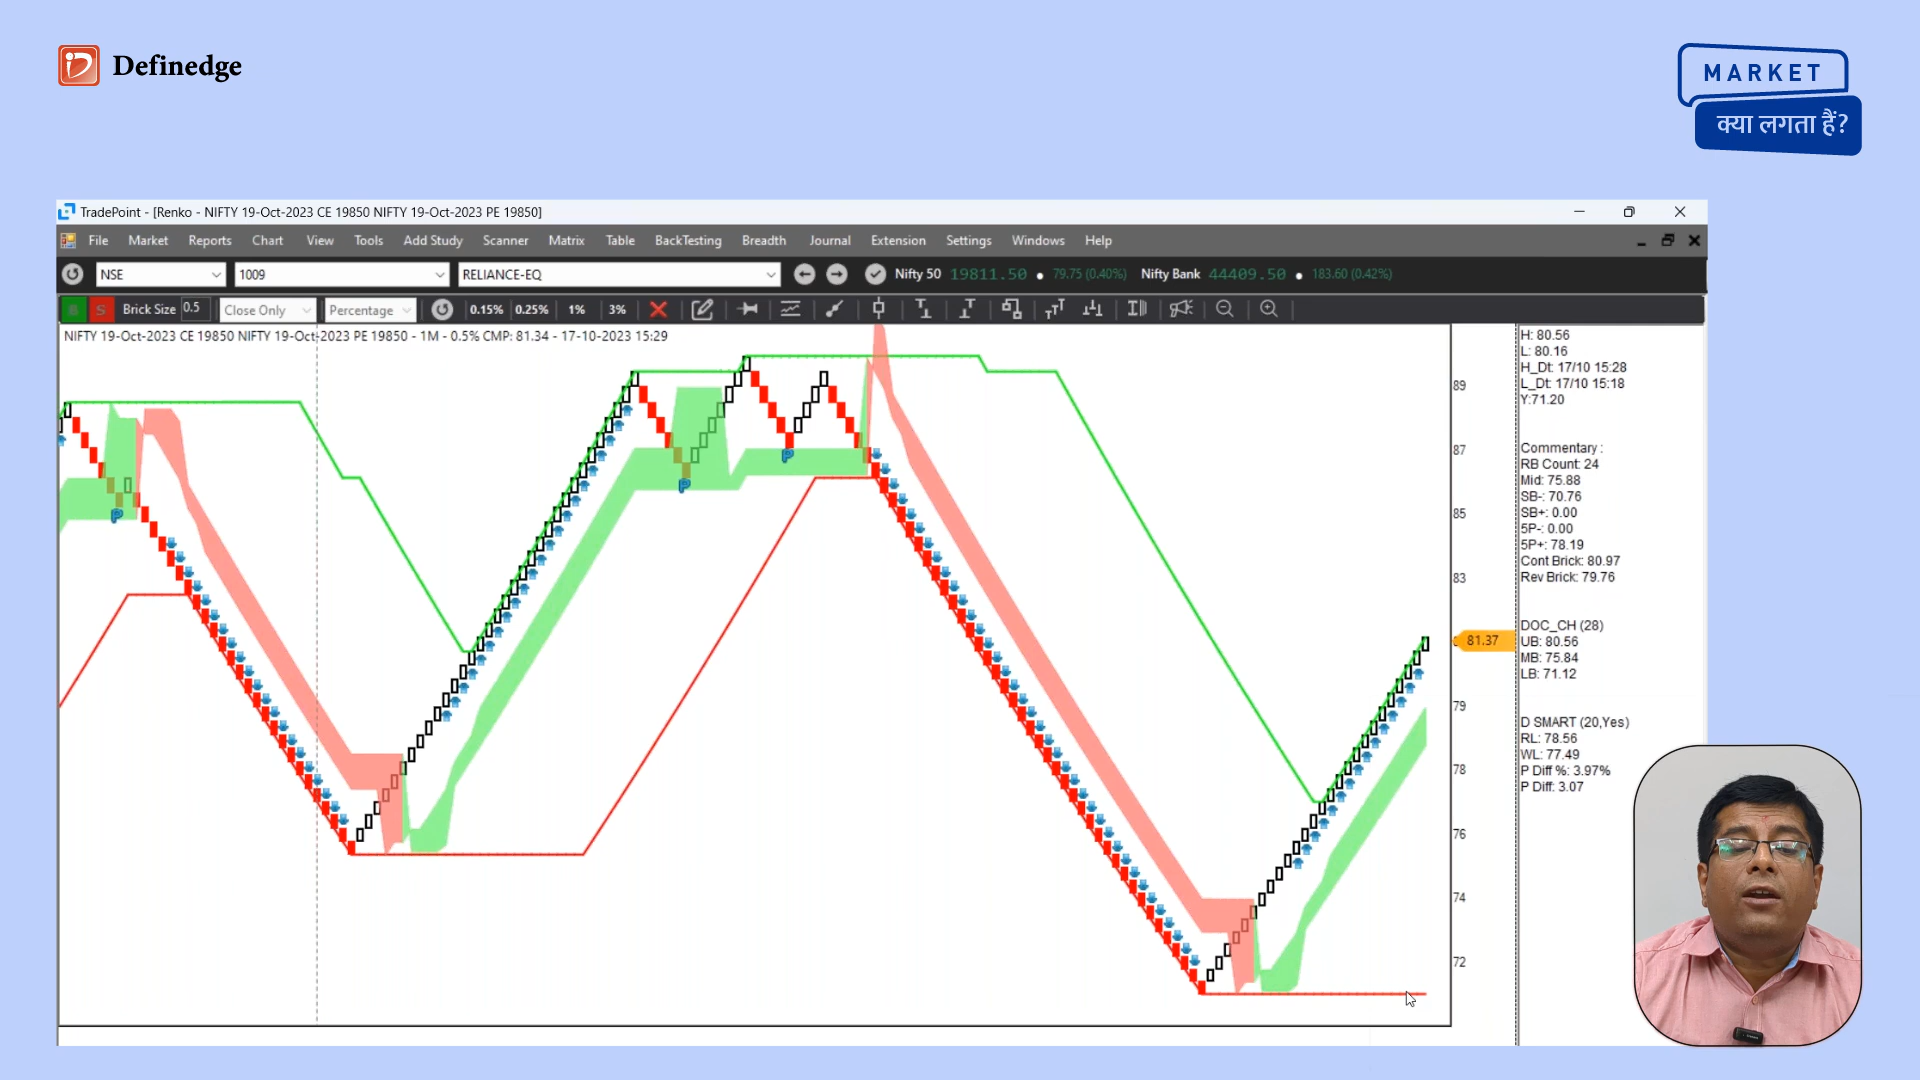 Definedge
MARKET
क्या लगता हैं?
TradePoint - [Renko - NIFTY 19-Oct-2023 CE 19850 NIFTY 19-Oct-2023 PE 19850]
File Market Reports Chart View Tools Add Study Scanner Matrix Table BackTesting Breadth Journal Extension Settings Windows Help
NSE 1009 RELIANCE-EQ Nifty 50 19811.50 79.75 (0.40%) Nifty Bank 44409.50 183.60 (0.42%)
S Brick Size 0.5 Close Only Percentage 0.15% 0.25% 1% 3%
NIFTY 19-Oct-2023 CE 19850 NIFTY 19-Oct-2023 PE 19850 - 1M - 0.5% CMP: 81.34 - 17-10-2023 15:29
89
87
85
83
81.37
79
78
76
74
72
P
P
P
H: 80.56
L: 80.16
H_Dt: 17/10 15:28
L_Dt: 17/10 15:18
Y:71.20
Commentary :
RB Count: 24
Mid: 75.88
SB-: 70.76
SB+: 0.00
5P-: 0.00
5P+: 78.19
Cont Brick: 80.97
Rev Brick: 79.76
DOC_CH (28)
UB: 80.56
MB: 75.84
LB: 71.12
D SMART (20,Yes)
RL: 78.56
WL: 77.49
P Diff %: 3.97%
P Diff: 3.07